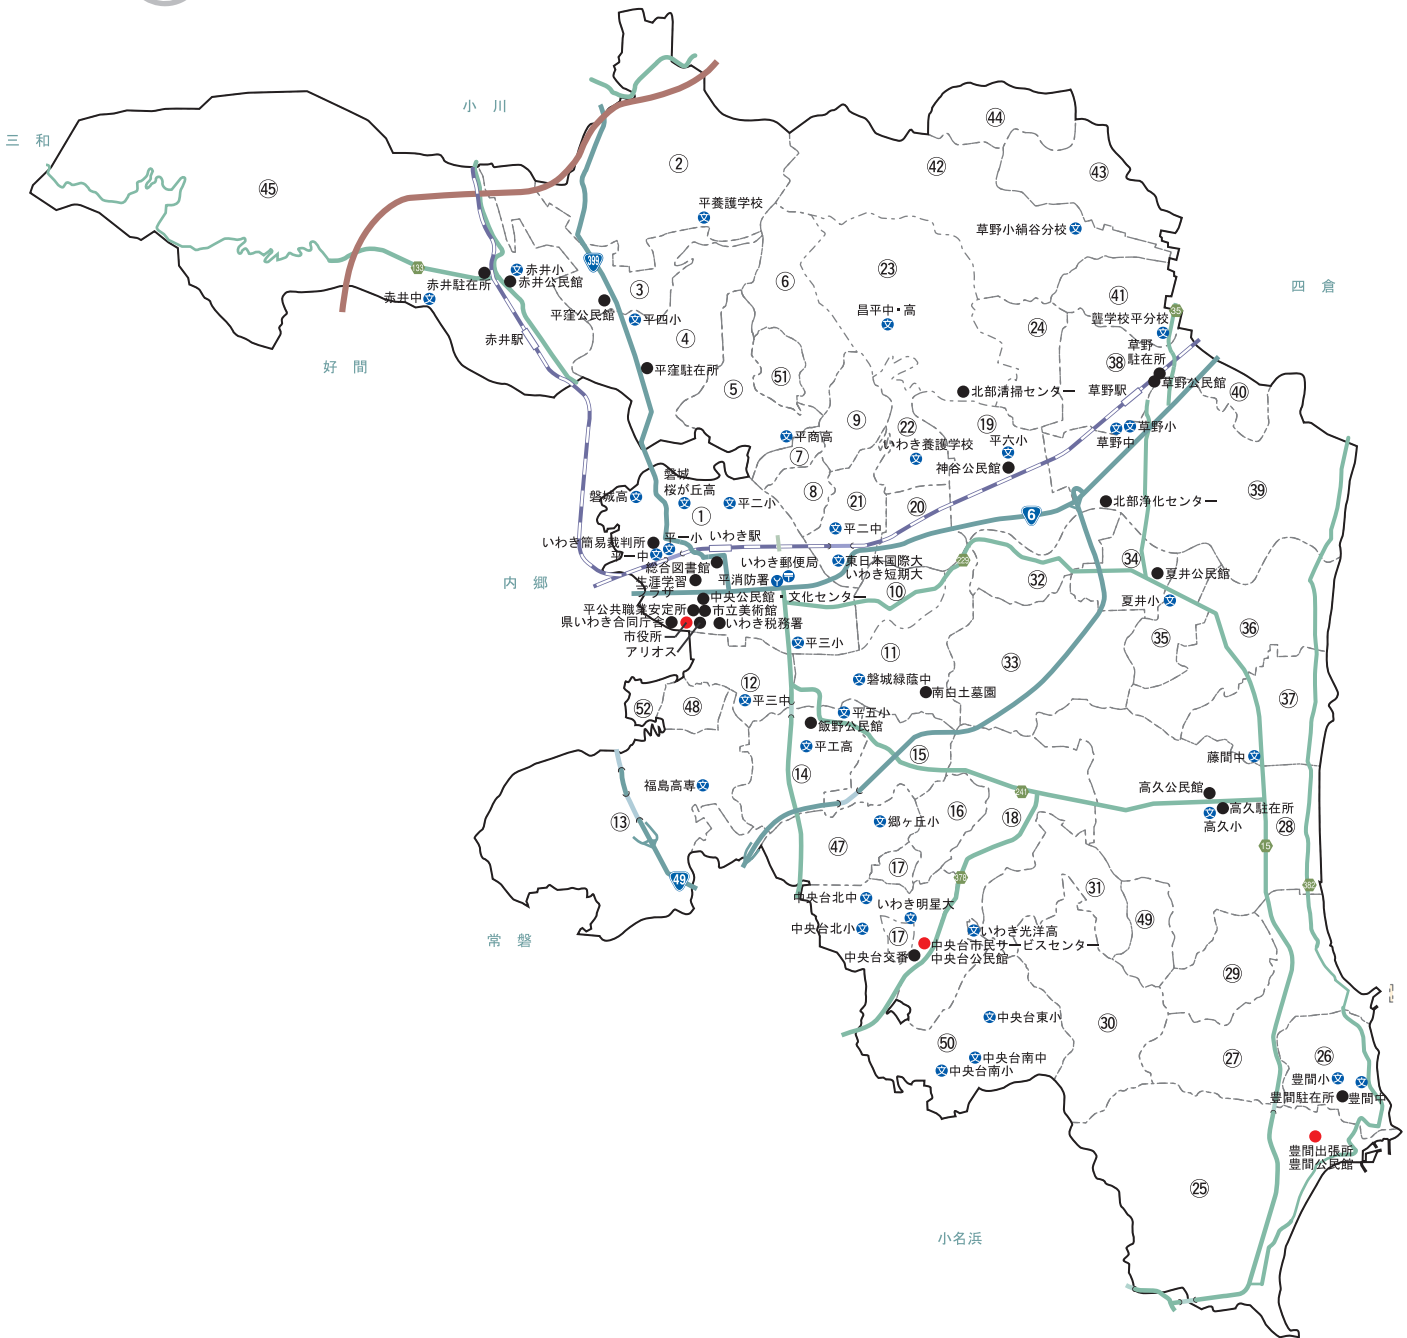 小川
三和
四倉
好間
内郷
常磐
小名浜
㊹
㊷
㊸
②
㊺
平養護学校
草野小絹谷分校
㉓
⑥
③
㊶
㉔
399
133
35
赤井小
赤井駐在所
赤井公民館
赤井中
赤井駅
平窪公民館
平四小
④
昌平中・高
聾学校平分校
草野
駐在所
㊳
草野公民館
草野駅
㊵
平窪駐在所
⑤
51
北部清掃センター
⑨
㉒
⑲
草野小
草野中
平商高
⑦
いわき養護学校
平六小
神谷公民館
磐城
桜が丘高
磐城高
平二小
①
⑧
㉑
⑳
㊴
北部浄化センター
6
平二中
いわき駅
いわき簡易裁判所
平一小
平一中
総合図書館
いわき郵便局
東日本国際大
いわき短期大
229
㉞
夏井公民館
生涯学習
プラザ
平消防署
⑩
㉜
中央公民館・文化センター
夏井小
平公共職業安定所
市立美術館
県いわき合同庁舎
いわき税務署
市役所
アリオス
平三小
⑪
㉝
㉟
㊱
磐城緑蔭中
南白土墓園
⑫
平三中
52
㊽
㊲
平五小
飯野公民館
平工高
⑮
藤間中
⑭
福島高専
241
高久公民館
高久駐在所
高久小
⑬
郷ヶ丘小
⑯
⑱
㉘
㊼
15
⑰
378
49
382
㉛
中央台北中
いわき明星大
㊾
中央台北小
⑰
いわき光洋高
中央台市民サービスセンター
中央台公民館
中央台交番
㉙
中央台東小
㉚
㊿
中央台南中
中央台南小
㉗
㉖
豊間小
豊間駐在所
豊間中
豊間出張所
豊間公民館
㉕